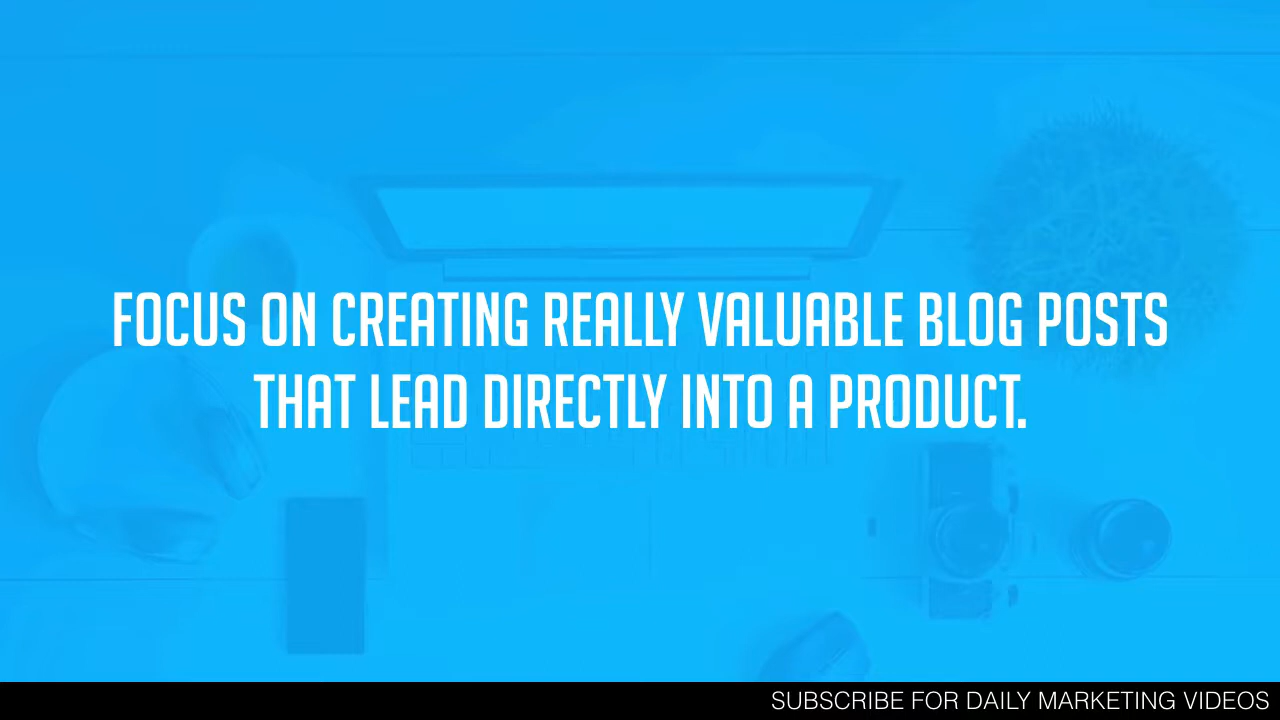 FOCUS ON CREATING REALLY VALUABLE BLOG POSTS
THAT LEAD DIRECTLY INTO A PRODUCT.
SUBSCRIBE FOR DAILY MARKETING VIDEOS